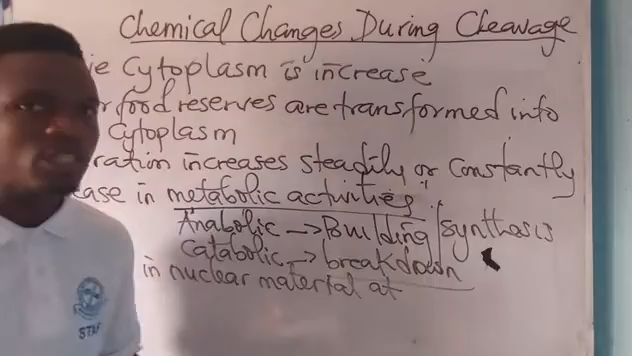 Chemical Changes During Cleavage
Cytoplasm is increase
food reserves are transformed into
cytoplasm
ration increases steadily or constantly
ease in metabolic activities
Anabolic → Building/synthesis
Catabolic → breakdown
in nuclear material at
STAFF